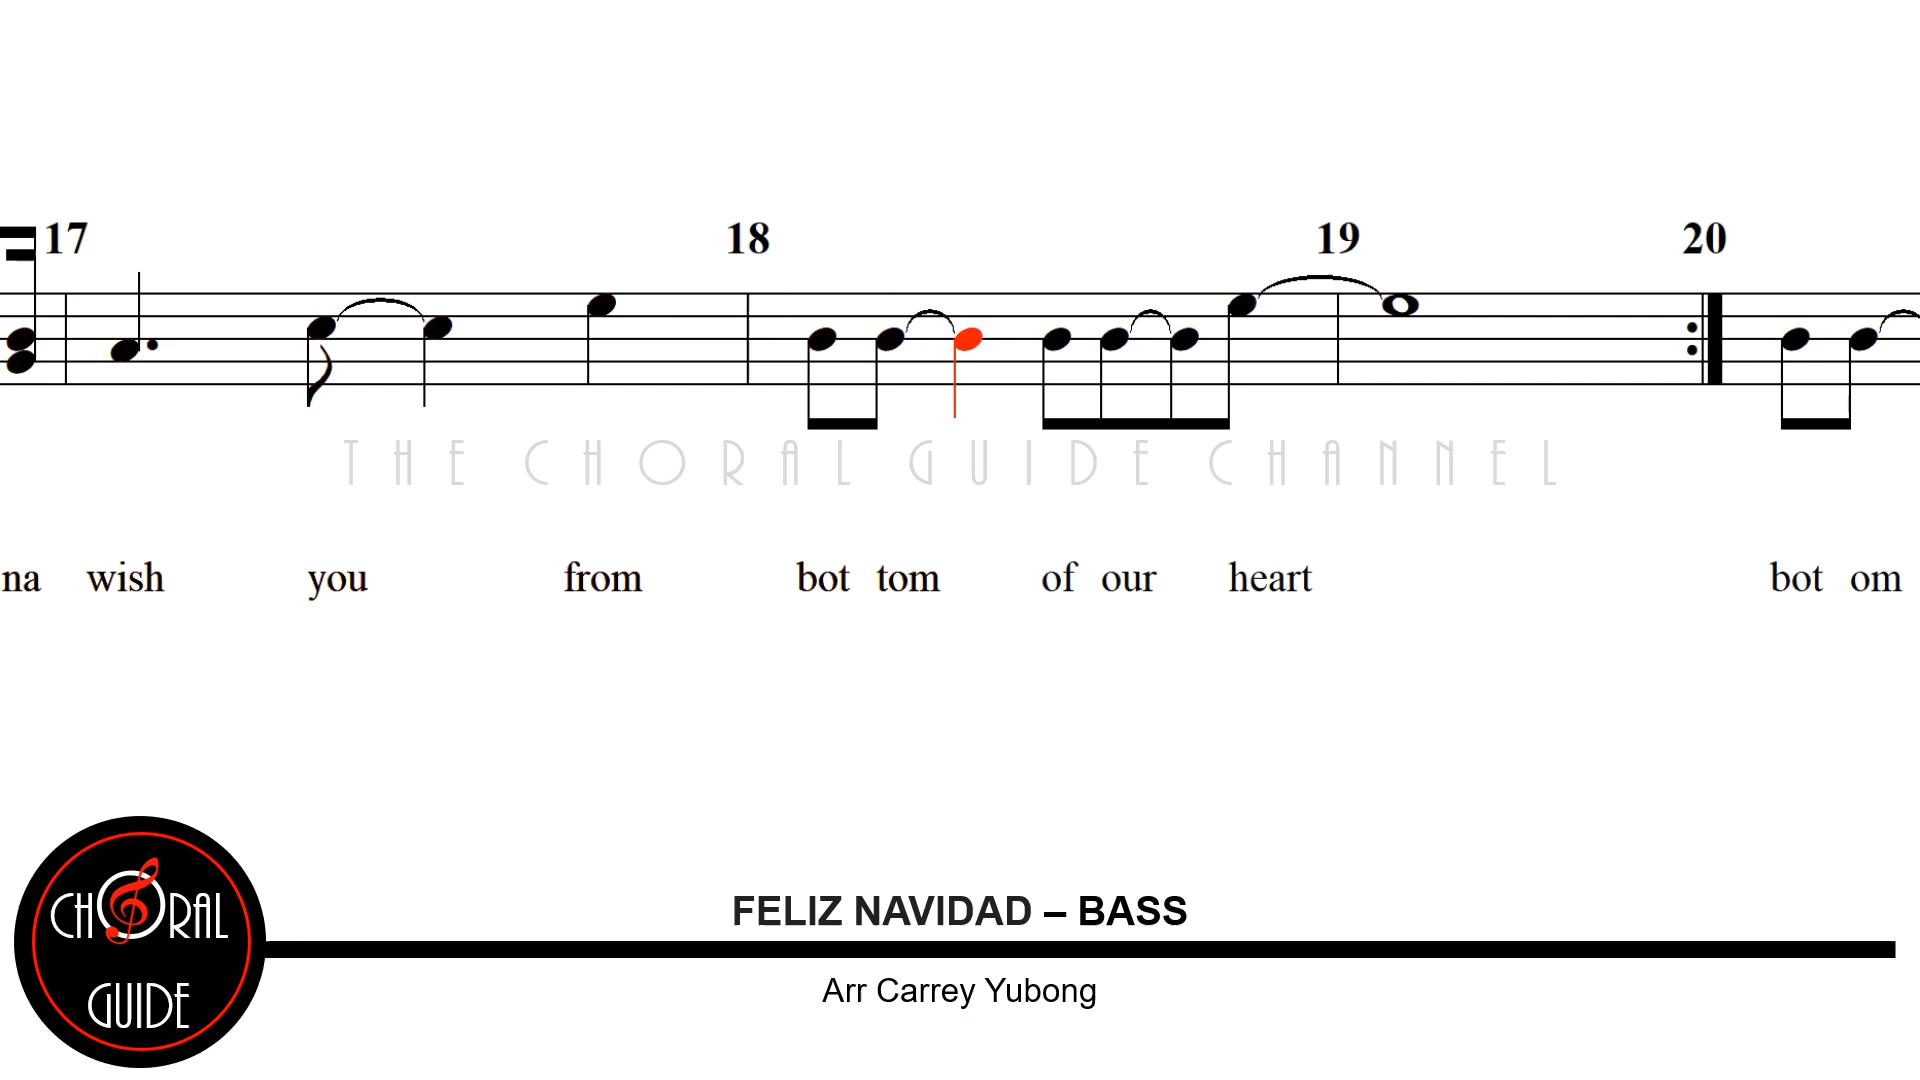 17 18 19 20
THE CHORAL GUIDE CHANNEL
na wish you from bot tom of our heart bot om
CHORAL
GUIDE
FELIZ NAVIDAD – BASS
Arr Carrey Yubong